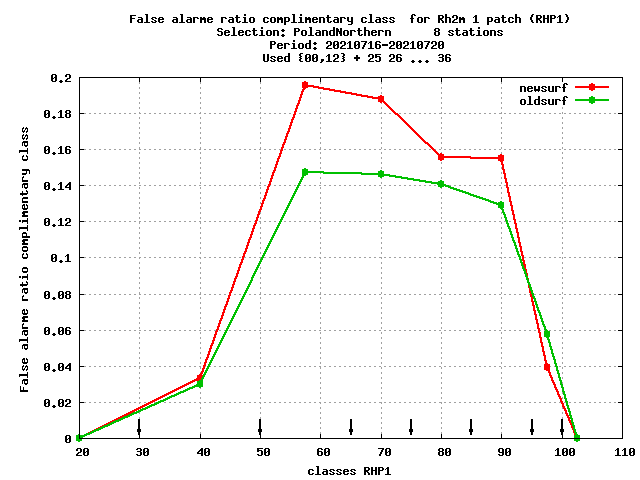 False alarme ratio complimentary class  for Rh2m 1 patch (RHP1)
Selection: PolandNorthern      8 stations
Period: 20210716-20210720
Used {00,12} + 25 26 ... 36
newsurf
oldsurf
False alarme ratio complimentary class
0.2
0.18
0.16
0.14
0.12
0.1
0.08
0.06
0.04
0.02
0
20 30 40 50 60 70 80 90 100 110
classes RHP1